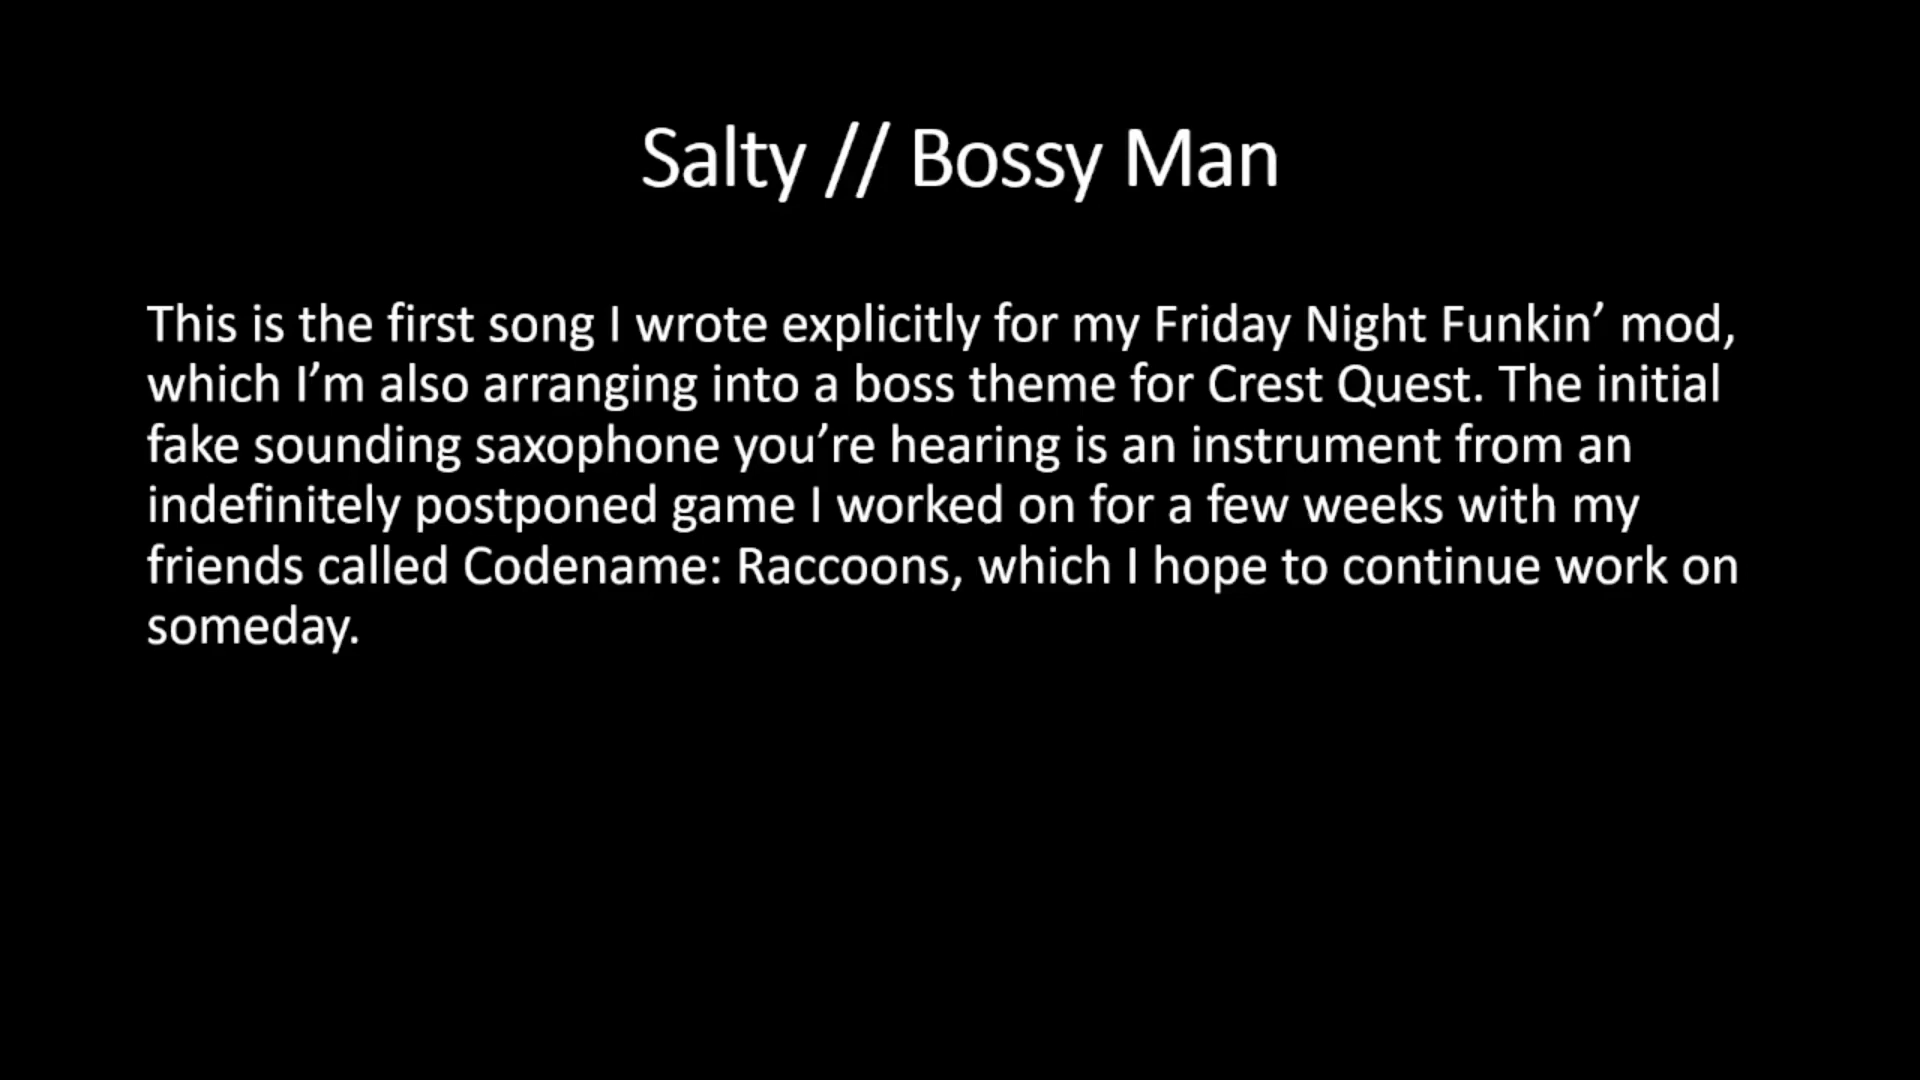 Salty // Bossy Man
This is the first song I wrote explicitly for my Friday Night Funkin’ mod,
which I’m also arranging into a boss theme for Crest Quest. The initial
fake sounding saxophone you’re hearing is an instrument from an
indefinitely postponed game I worked on for a few weeks with my
friends called Codename: Raccoons, which I hope to continue work on
someday.